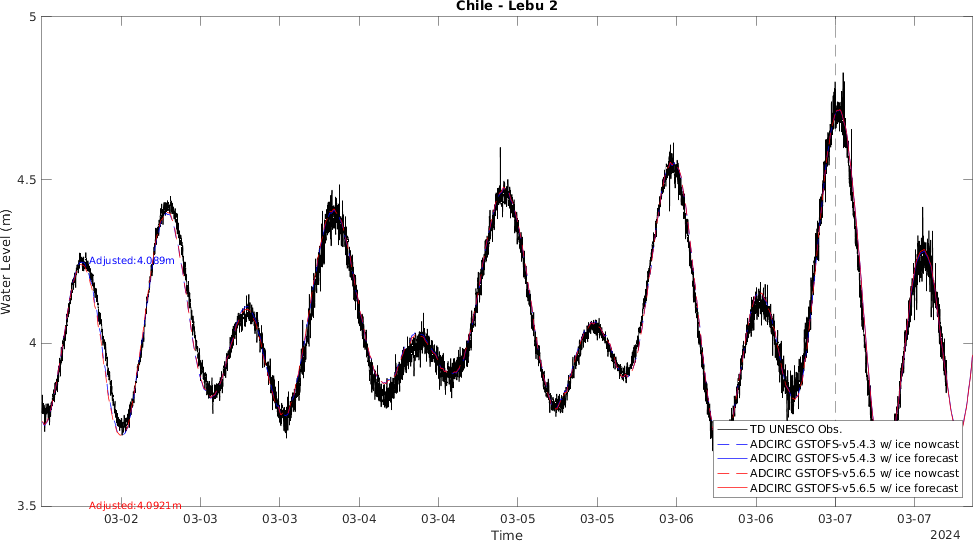 Chile - Lebu 2
5
4.5
4
3.5
Water Level (m)
Adjusted:4.089m
Adjusted:4.0921m
TD UNESCO Obs.
ADCIRC GSTOFS-v5.4.3 w/ ice nowcast
ADCIRC GSTOFS-v5.4.3 w/ ice forecast
ADCIRC GSTOFS-v5.6.5 w/ ice nowcast
ADCIRC GSTOFS-v5.6.5 w/ ice forecast
03-02 03-03 03-03 03-04 03-04 03-05 03-05 03-06 03-06 03-07 03-07
Time
2024